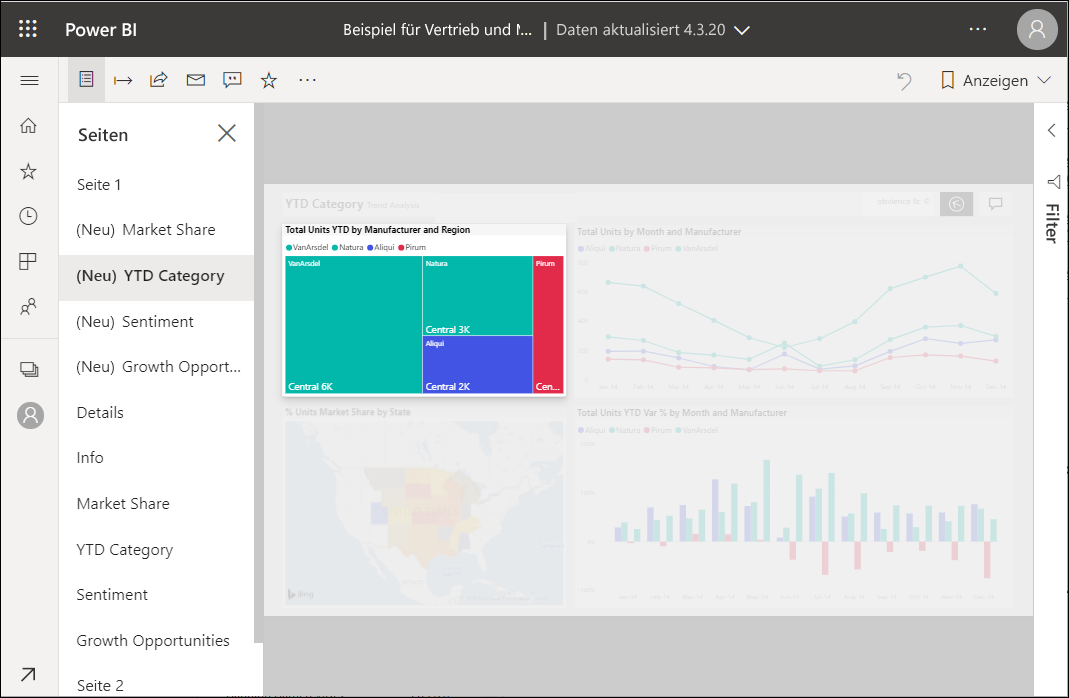 Power BI
Beispiel für Vertrieb und M... | Daten aktualisiert 4.3.20
Anzeigen
Seiten
Seite 1
(Neu) Market Share
(Neu) YTD Category
(Neu) Sentiment
(Neu) Growth Opport...
Details
Info
Market Share
YTD Category
Sentiment
Growth Opportunities
Seite 2
Filter
YTD Category Trend Analysis
Total Units YTD by Manufacturer and Region
VanArsdel Natura Aliqui Pirum
VanArsdel
Natura
Pirum
Central 3K
Aliqui
Central 6K
Central 2K
Cen...
Total Units by Month and Manufacturer
Aliqui Natura Pirum VanArsdel
% Units Market Share by State
bing
Total Units YTD Var % by Month and Manufacturer
Aliqui Natura Pirum VanArsdel